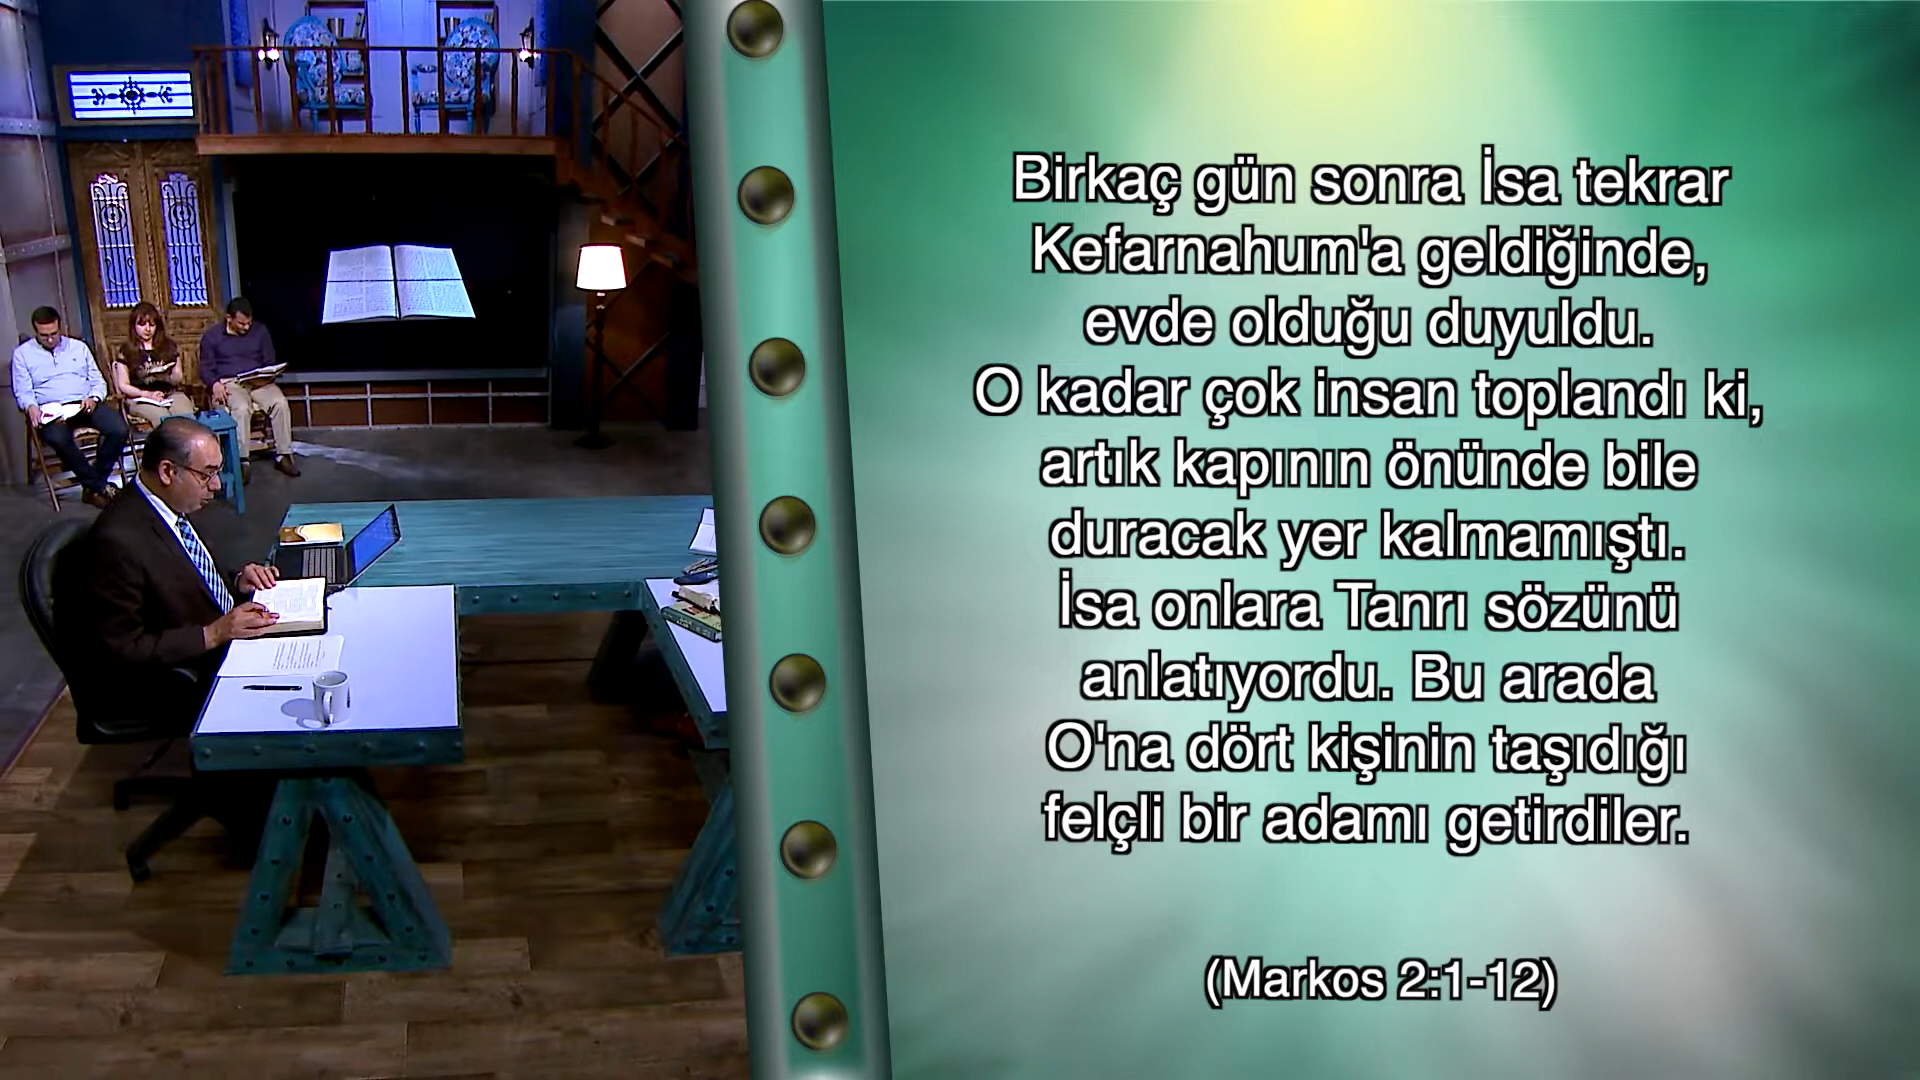 Birkaç gün sonra İsa tekrar
Kefarnahum'a geldiğinde,
evde olduğu duyuldu.
O kadar çok insan toplandı ki,
artık kapının önünde bile
duracak yer kalmamıştı.
İsa onlara Tanrı sözünü
anlatıyordu. Bu arada
O'na dört kişinin taşıdığı
felçli bir adamı getirdiler.
(Markos 2:1-12)